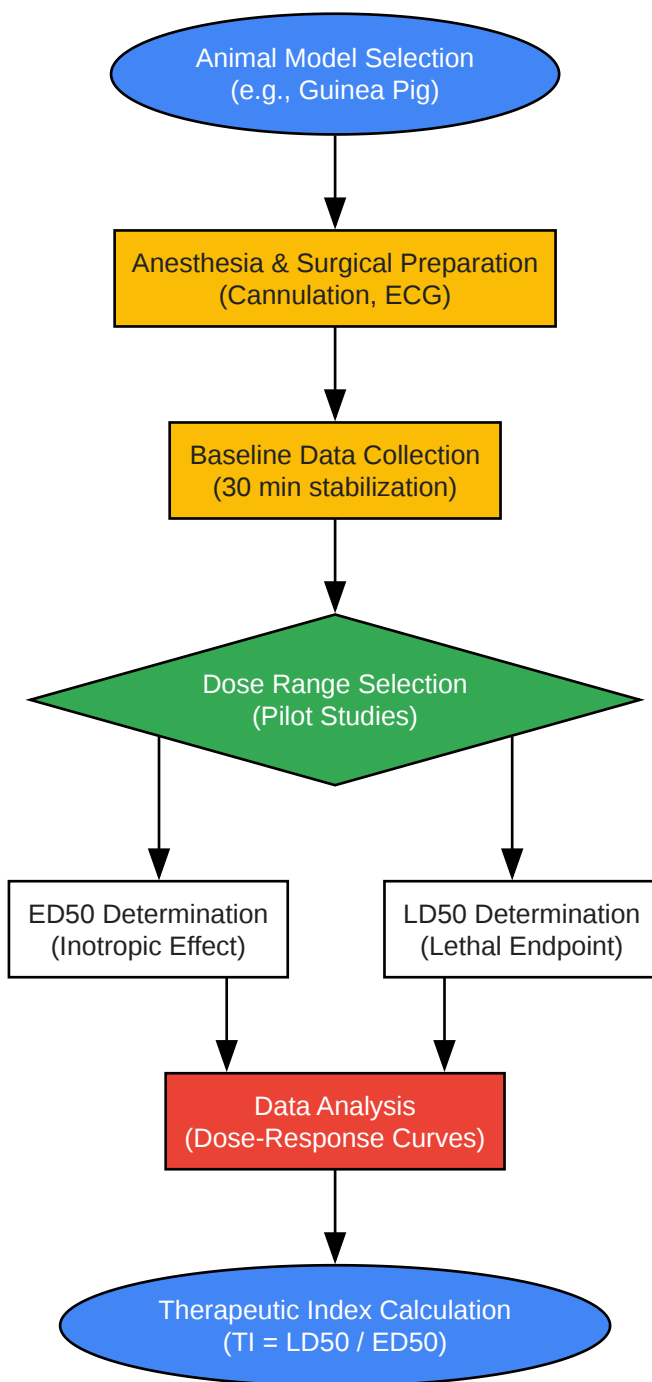 Animal Model Selection
(e.g., Guinea Pig)
Anesthesia & Surgical Preparation
(Cannulation, ECG)
Baseline Data Collection
(30 min stabilization)
Dose Range Selection
(Pilot Studies)
ED50 Determination
(Inotropic Effect)
LD50 Determination
(Lethal Endpoint)
Data Analysis
(Dose-Response Curves)
Therapeutic Index Calculation
(TI = LD50 / ED50)